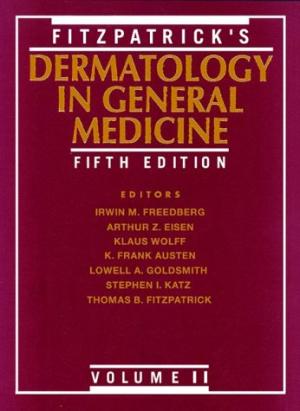 FITZPATRICK'S
DERMATOLOGY
IN GENERAL
MEDICINE
FIFTH EDITION
EDITORS
IRWIN M. FREEDBERG
ARTHUR Z. EISEN
KLAUS WOLFF
K. FRANK AUSTEN
LOWELL A. GOLDSMITH
STEPHEN I. KATZ
THOMAS B. FITZPATRICK
VOLUME II